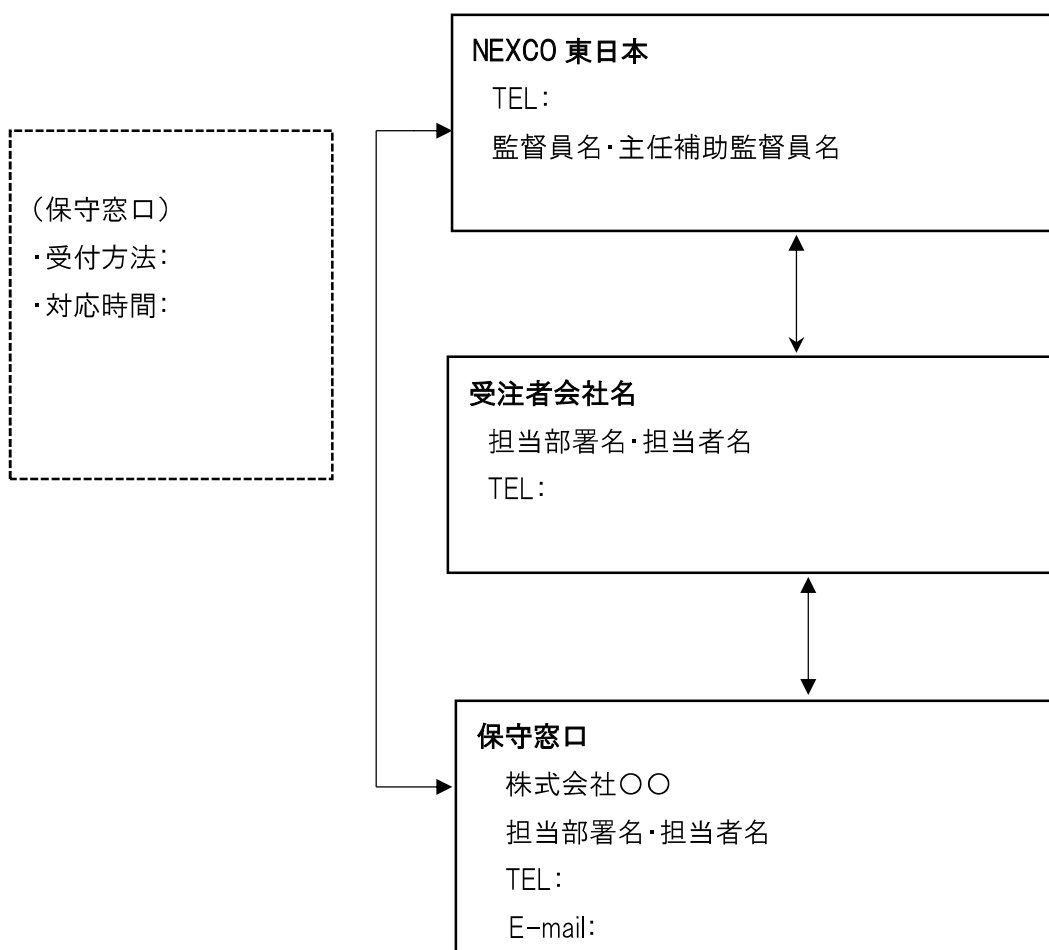 NEXCO 東日本
TEL：
監督員名・主任補助監督員名
（保守窓口）
・受付方法：
・対応時間：
受注者会社名
担当部署名・担当者名
TEL：
保守窓口
株式会社○○
担当部署名・担当者名
TEL：
E-mail：